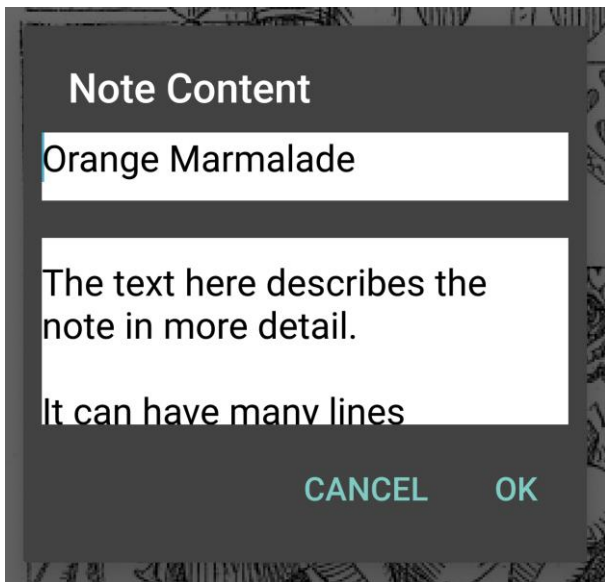 Note Content
Orange Marmalade
The text here describes the
note in more detail.
It can have many lines
CANCEL OK